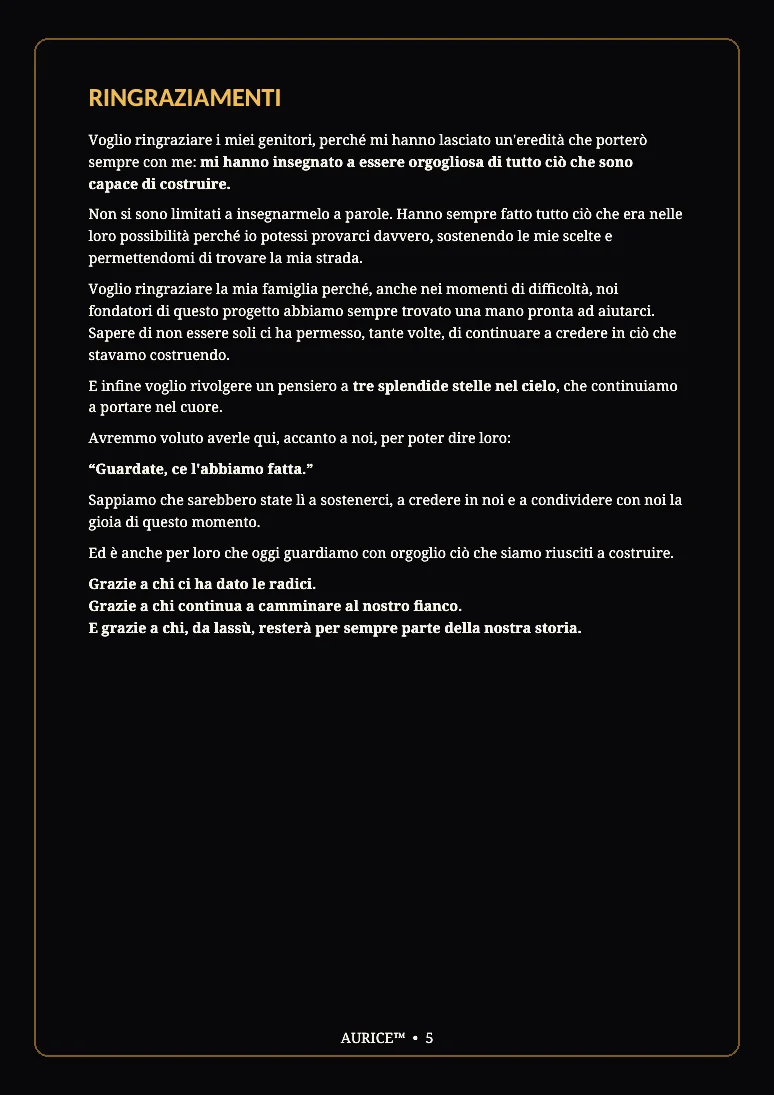 RINGRAZIAMENTI
Voglio ringraziare i miei genitori, perché mi hanno lasciato un'eredità che porterò
sempre con me: mi hanno insegnato a essere orgogliosa di tutto ciò che sono
capace di costruire.
Non si sono limitati a insegnarmelo a parole. Hanno sempre fatto tutto ciò che era nelle
loro possibilità perché io potessi provarci davvero, sostenendo le mie scelte e
permettendomi di trovare la mia strada.
Voglio ringraziare la mia famiglia perché, anche nei momenti di difficoltà, noi
fondatori di questo progetto abbiamo sempre trovato una mano pronta ad aiutarci.
Sapere di non essere soli ci ha permesso, tante volte, di continuare a credere in ciò che
stavamo costruendo.
E infine voglio rivolgere un pensiero a tre splendide stelle nel cielo, che continuiamo
a portare nel cuore.
Avremmo voluto averle qui, accanto a noi, per poter dire loro:
“Guardate, ce l'abbiamo fatta.”
Sappiamo che sarebbero state lì a sostenerci, a credere in noi e a condividere con noi la
gioia di questo momento.
Ed è anche per loro che oggi guardiamo con orgoglio ciò che siamo riusciti a costruire.
Grazie a chi ci ha dato le radici.
Grazie a chi continua a camminare al nostro fianco.
E grazie a chi, da lassù, resterà per sempre parte della nostra storia.
AURICE™ • 5